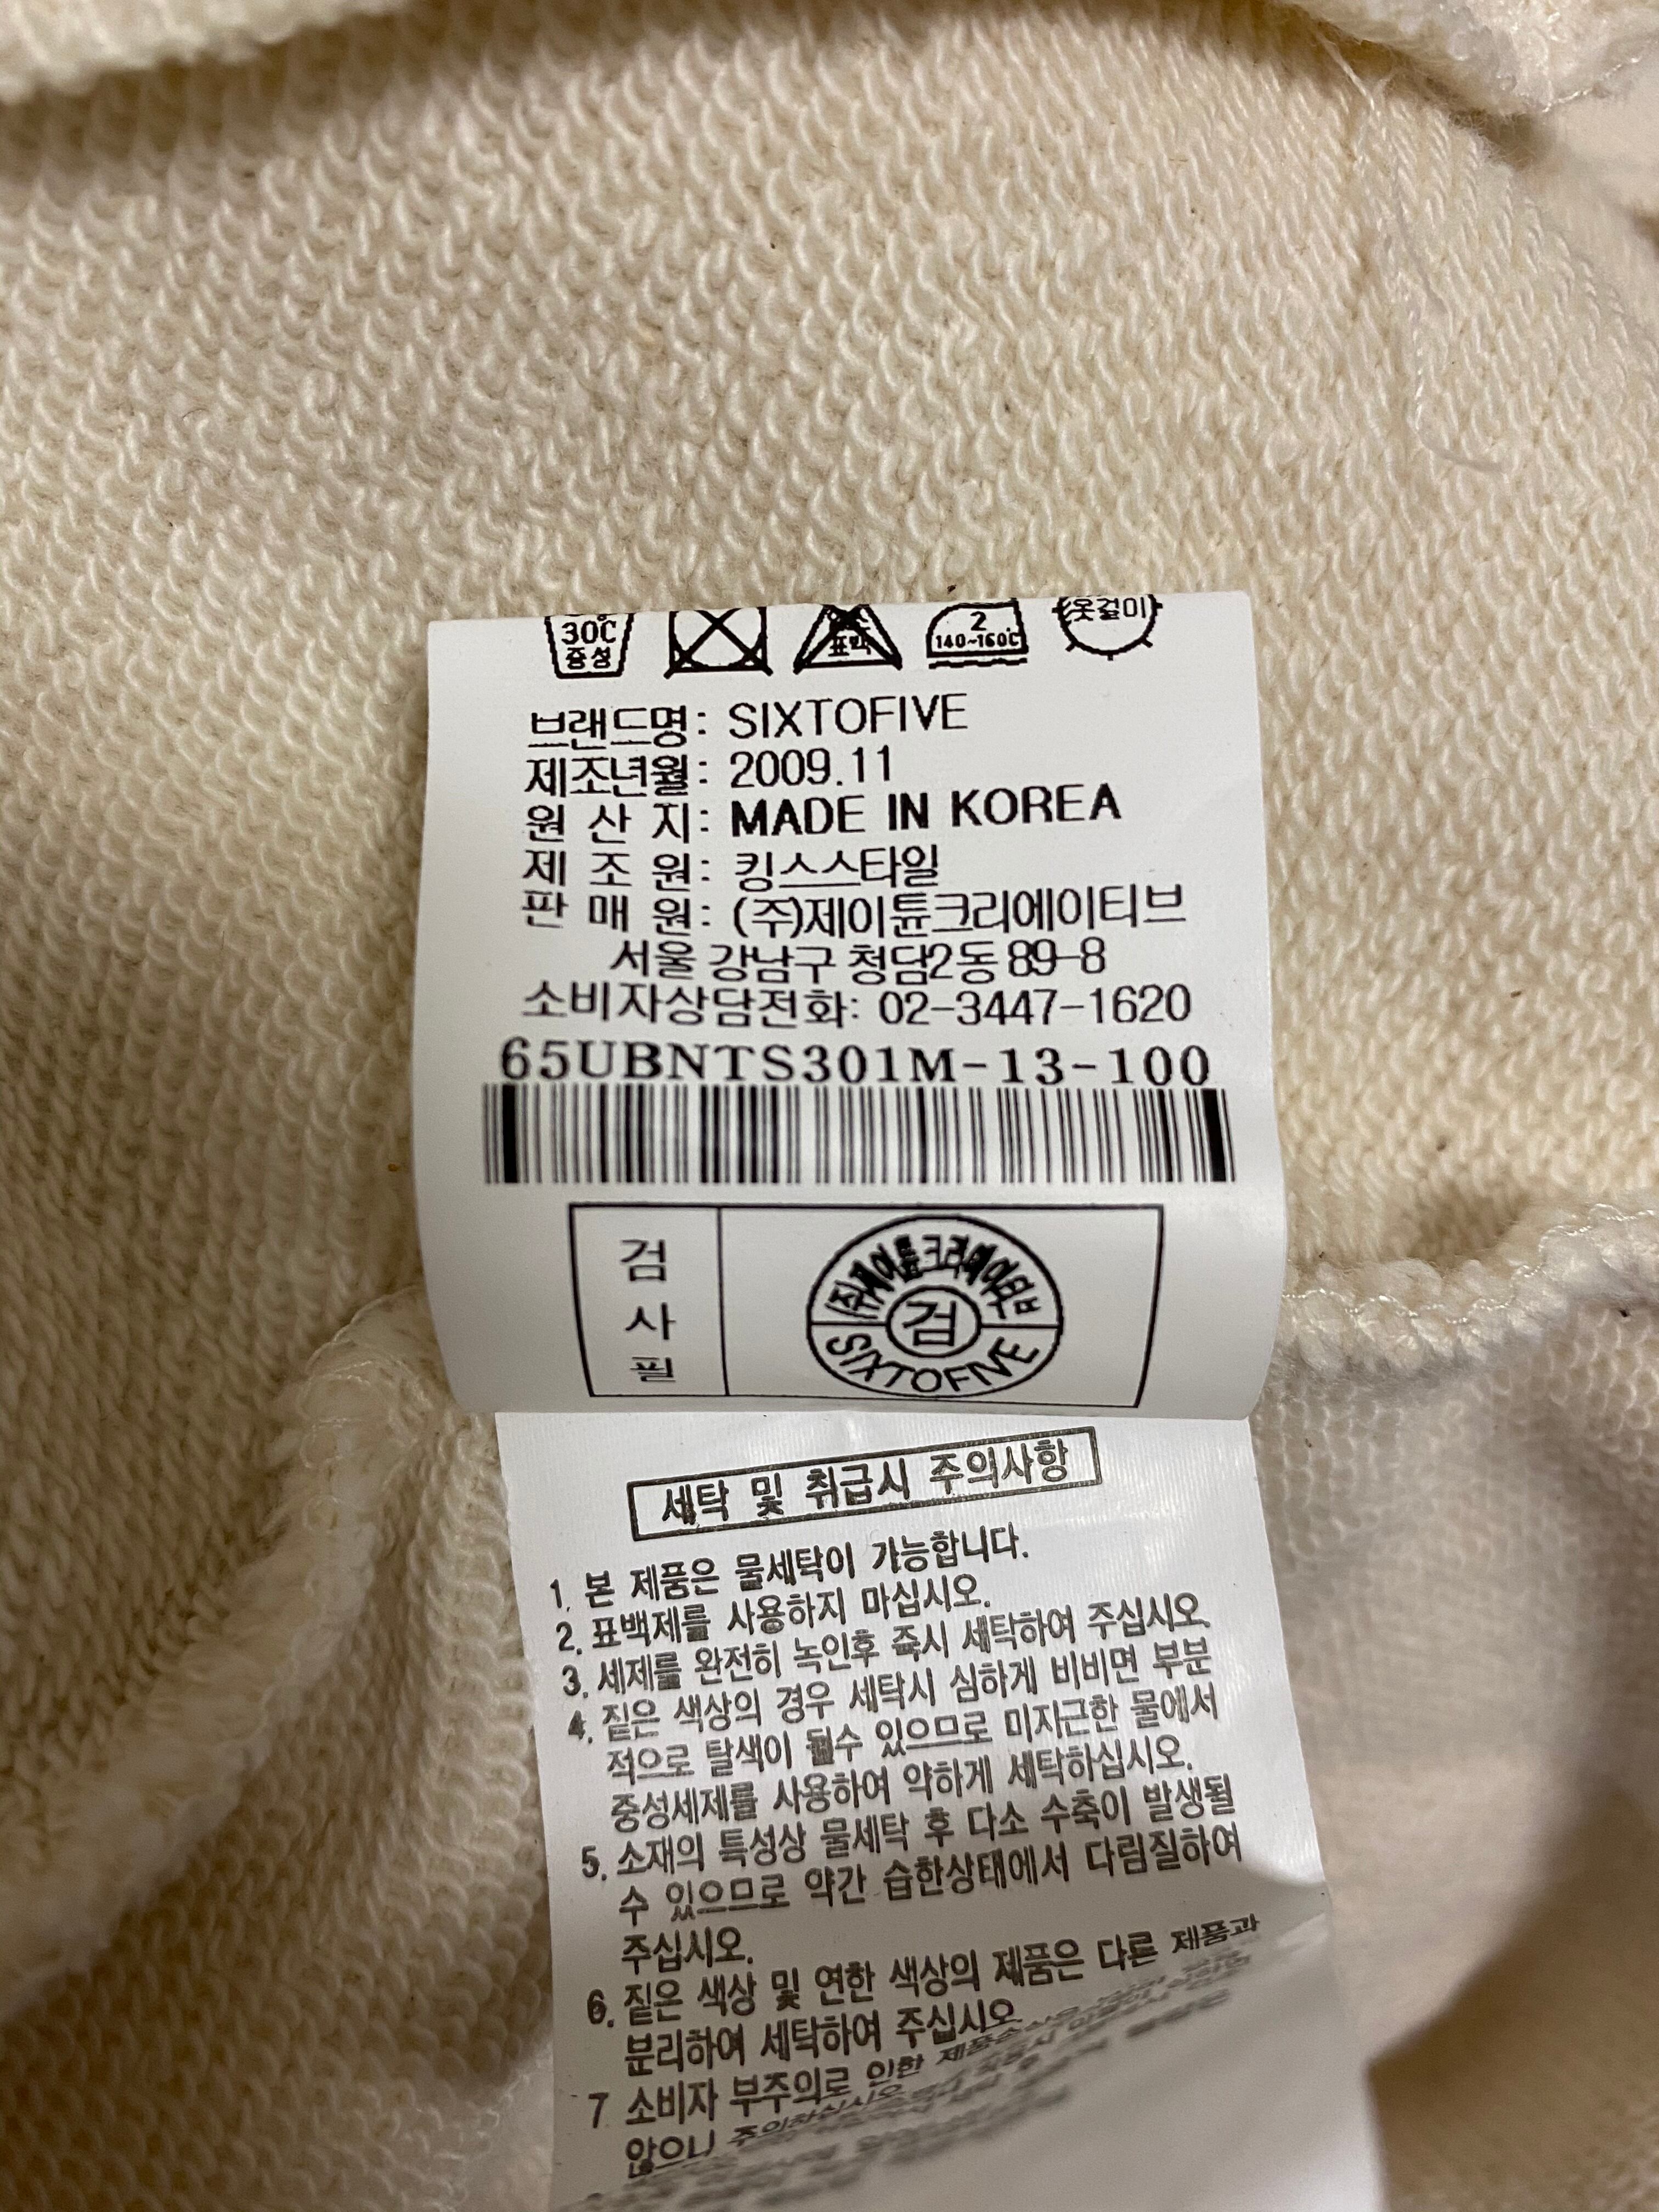 30℃
중성
표백
2
140~160℃
옷걸이
브랜드명: SIXTOFIVE
제조년월: 2009.11
원 산 지: MADE IN KOREA
제 조 원: 킹스스타일
판 매 원: (주)제이튠크리에이티브
서울 강남구 청담2동 89-8
소비자상담전화: 02-3447-1620
65UBNTS301M-13-100
검
사
필
(주)제이튠크리에이티브
검
SIXTOFIVE
세탁 및 취급시 주의사항
1. 본 제품은 물세탁이 가능합니다.
2. 표백제를 사용하지 마십시오.
3. 세제를 완전히 녹인후 즉시 세탁하여 주십시오.
4. 짙은 색상의 경우 세탁시 심하게 비비면 부분
적으로 탈색이 될수 있으므로 미지근한 물에서
중성세제를 사용하여 약하게 세탁하십시오.
5. 소재의 특성상 물세탁 후 다소 수축이 발생될
수 있으므로 약간 습한상태에서 다림질하여
주십시오.
6. 짙은 색상 및 연한 색상의 제품은 다른 제품과
분리하여 세탁하여 주십시오.
7 소비자 부주의로 인한 제품손상은
않으니 주의하십시오